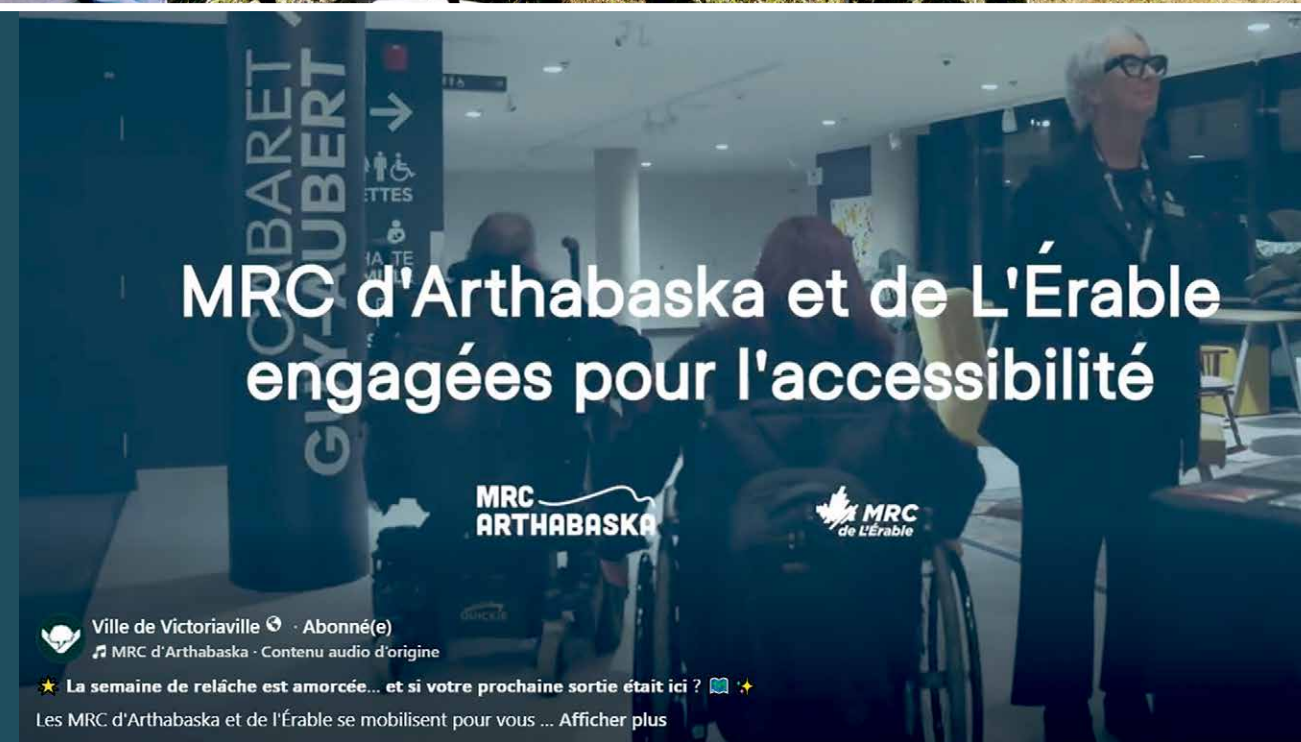 CABARET
GUY-AUBERT
MRC d'Arthabaska et de L'Érable
engagées pour l'accessibilité
MRC
ARTHABASKA
MRC
de L'Érable
QUICKIE
Ville de Victoriaville · Abonné(e)
MRC d'Arthabaska · Contenu audio d'origine
La semaine de relâche est amorcée... et si votre prochaine sortie était ici ?
Les MRC d'Arthabaska et de l'Érable se mobilisent pour vous ... Afficher plus